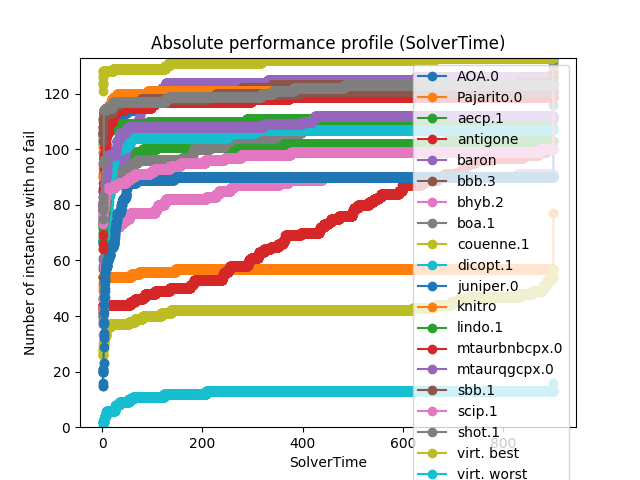 Absolute performance profile (SolverTime)
Number of instances with no fail
120
100
80
60
40
20
0
0
200
400
600
800
SolverTime
AOA.0
Pajarito.0
aecp.1
antigone
baron
bbb.3
bhyb.2
boa.1
couenne.1
dicopt.1
juniper.0
knitro
lindo.1
mtaurbnbcpx.0
mtaurqgcpx.0
sbb.1
scip.1
shot.1
virt. best
virt. worst